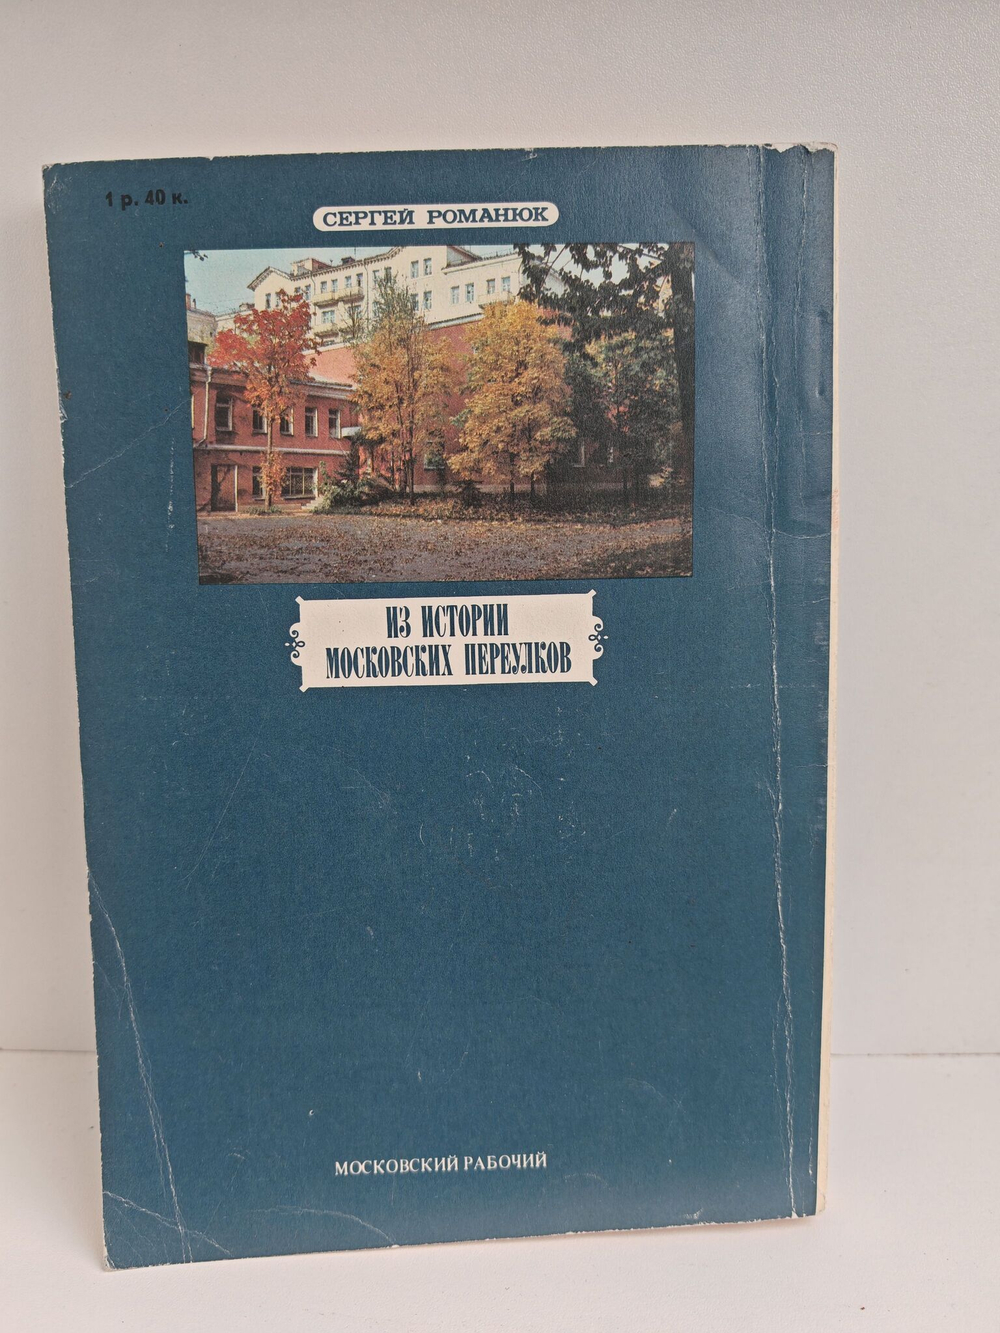 1 р. 40 к.
СЕРГЕЙ РОМАНЮК
ИЗ ИСТОРИИ
МОСКОВСКИХ ПЕРЕУЛКОВ
МОСКОВСКИЙ РАБОЧИЙ